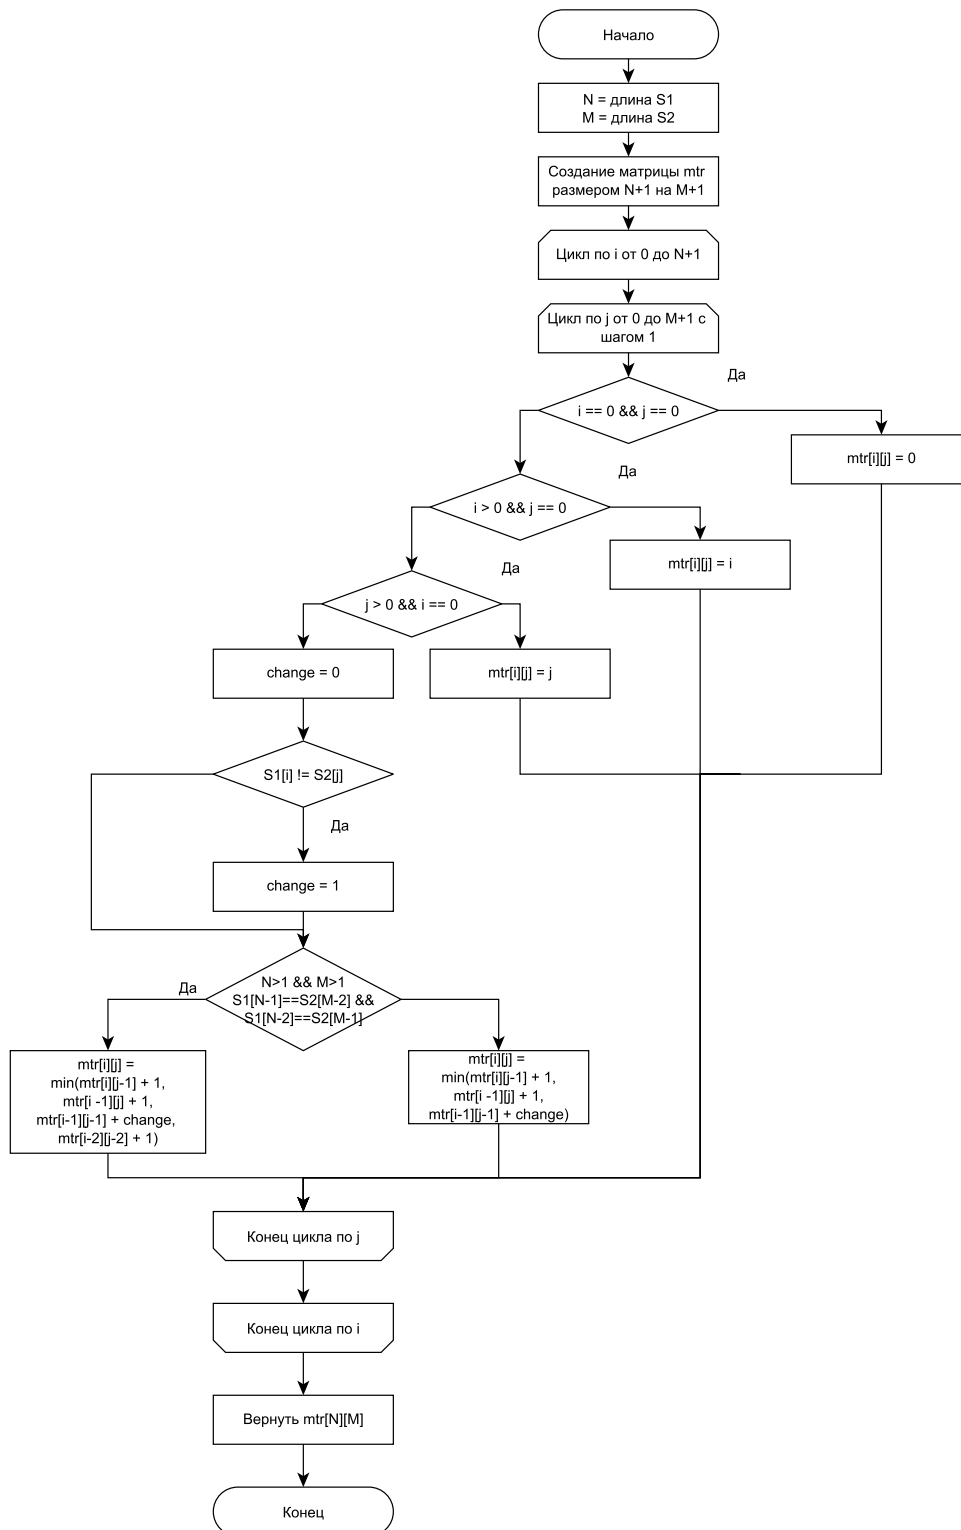 Начало
N = длина S1
M = длина S2
Создание матрицы mtr
размером N+1 на M+1
Цикл по i от 0 до N+1
Цикл по j от 0 до M+1 с
шагом 1
Да
i == 0 && j == 0
mtr[i][j] = 0
Да
i > 0 && j == 0
mtr[i][j] = i
Да
j > 0 && i == 0
change = 0
mtr[i][j] = j
S1[i] != S2[j]
Да
change = 1
Да
N>1 && M>1
S1[N-1]==S2[M-2] &&
S1[N-2]==S2[M-1]
mtr[i][j] =
min(mtr[i][j-1] + 1,
mtr[i -1][j] + 1,
mtr[i-1][j-1] + change,
mtr[i-2][j-2] + 1)
mtr[i][j] =
min(mtr[i][j-1] + 1,
mtr[i -1][j] + 1,
mtr[i-1][j-1] + change)
Конец цикла по j
Конец цикла по i
Вернуть mtr[N][M]
Конец